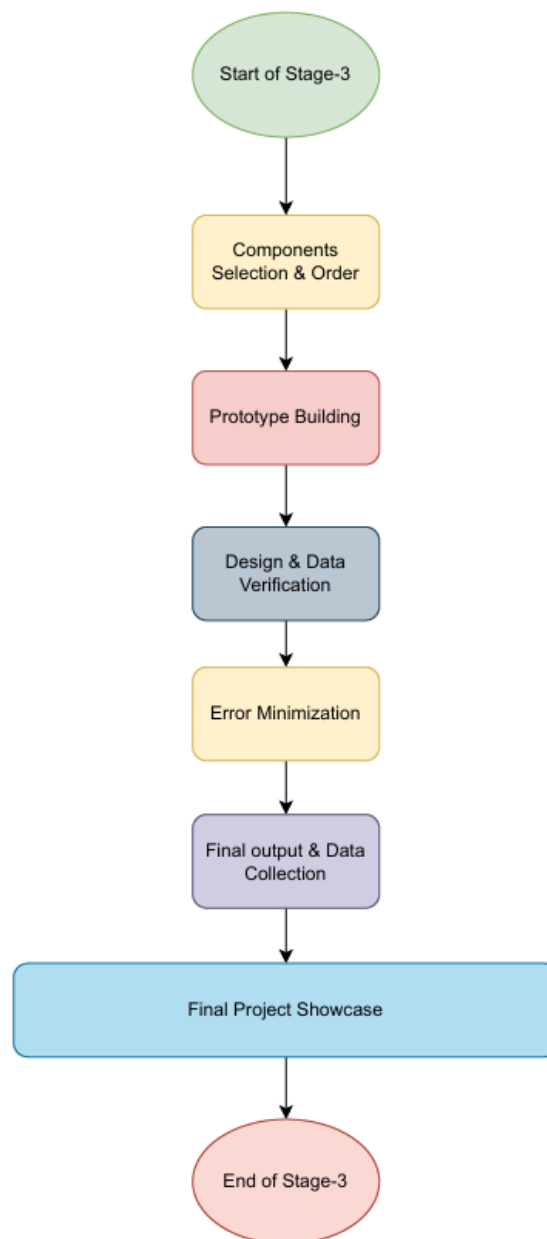 Start of Stage-3
Components
Selection & Order
Prototype Building
Design & Data
Verification
Error Minimization
Final output & Data
Collection
Final Project Showcase
End of Stage-3